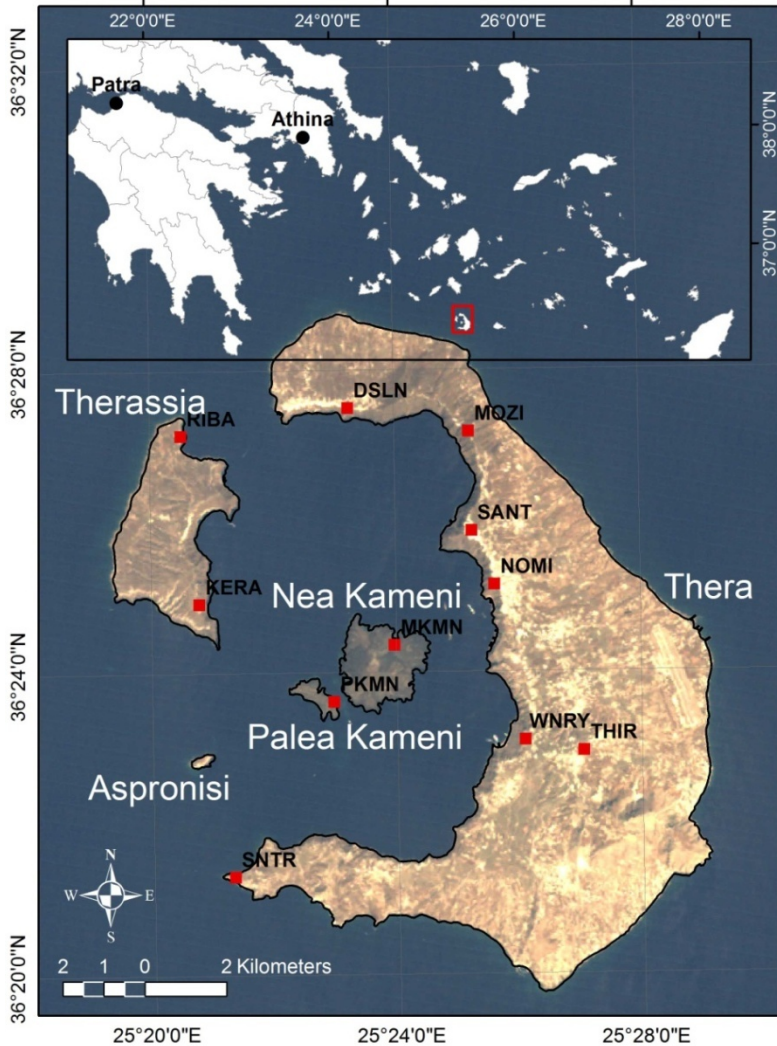 22°0'0"E 24°0'0"E 26°0'0"E 28°0'0"E
36°32'0"N
38°0'0"N
37°0'0"N
Patra
Athina
36°28'0"N
Therassia
RIBA
DSLN
MOZI
SANT
NOMI
KERA
Nea Kameni
Thera
MKMN
36°24'0"N
PKMN
Palea Kameni
WNRY
THIR
Aspronisi
SNTR
N
W E
S
2 1 0 2 Kilometers
36°20'0"N
25°20'0"E 25°24'0"E 25°28'0"E